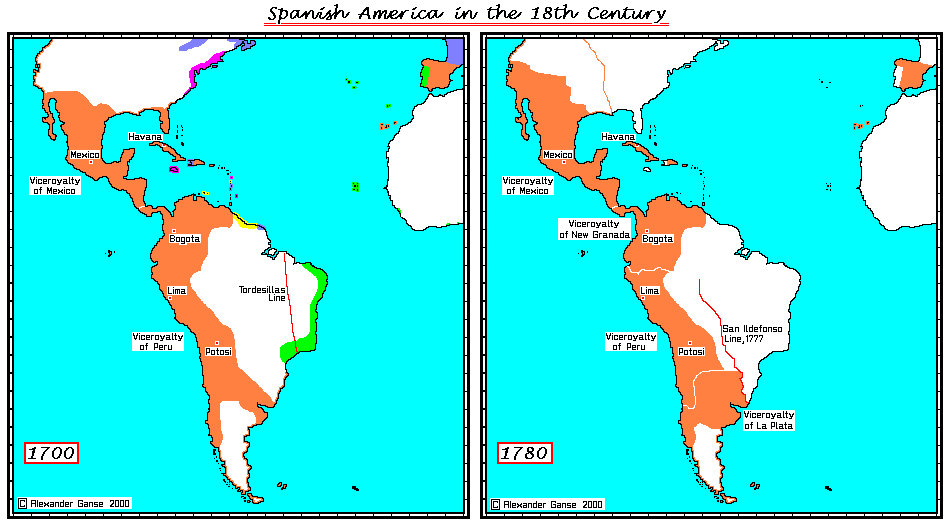 Spanish America in the 18th Century
Havana
Mexico
Viceroyalty
of Mexico
Bogota
Tordesillas
Line
Lima
Viceroyalty
of Peru
Potosi
1700
C Alexander Ganse 2000
Havana
Mexico
Viceroyalty
of Mexico
Viceroyalty
of New Granada
Bogota
Lima
San Ildefonso
Line,1777
Viceroyalty
of Peru
Potosi
Viceroyalty
of La Plata
1780
C Alexander Ganse 2000